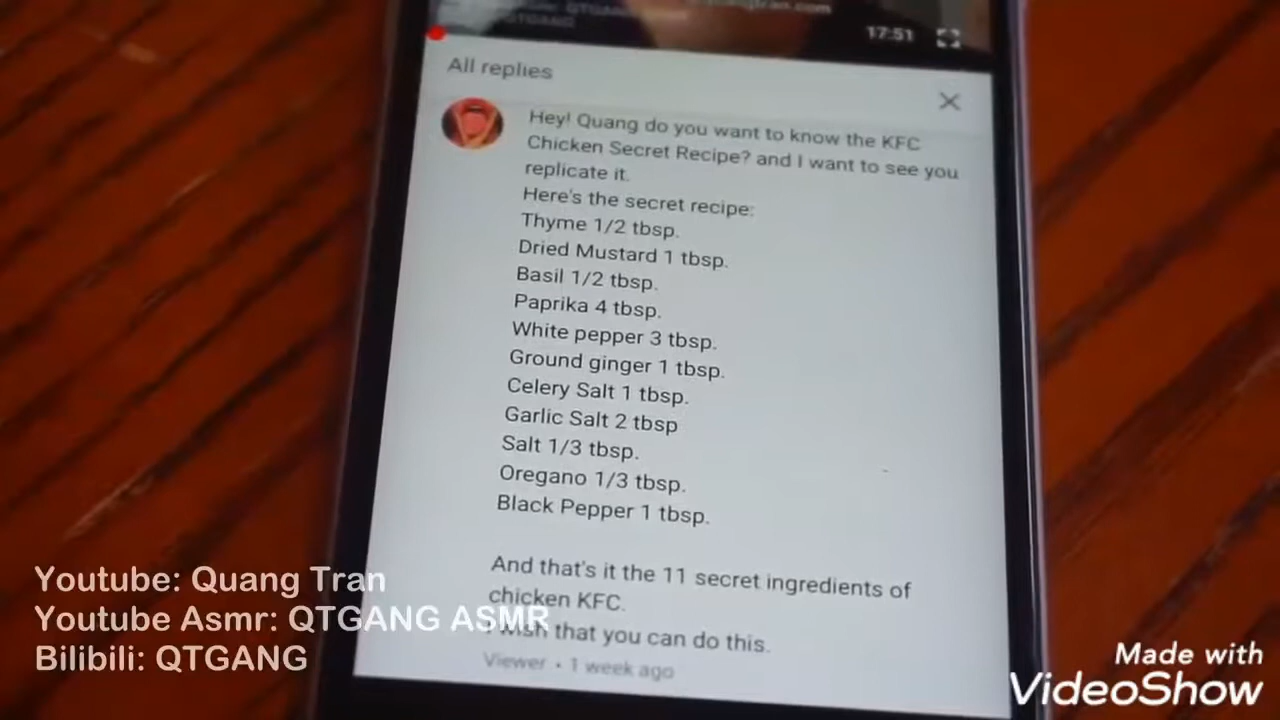 QTGANG
17:51
All replies
Hey! Quang do you want to know the KFC
Chicken Secret Recipe? and I want to see you
replicate it.
Here's the secret recipe:
Thyme 1/2 tbsp.
Dried Mustard 1 tbsp.
Basil 1/2 tbsp.
Paprika 4 tbsp.
White pepper 3 tbsp.
Ground ginger 1 tbsp.
Celery Salt 1 tbsp.
Garlic Salt 2 tbsp
Salt 1/3 tbsp.
Oregano 1/3 tbsp.
Black Pepper 1 tbsp.
And that's it the 11 secret ingredients of
chicken KFC.
I wish that you can do this.
Viewer • 1 week ago
Youtube: Quang Tran
Youtube Asmr: QTGANG ASMR
Bilibili: QTGANG
Made with
VideoShow